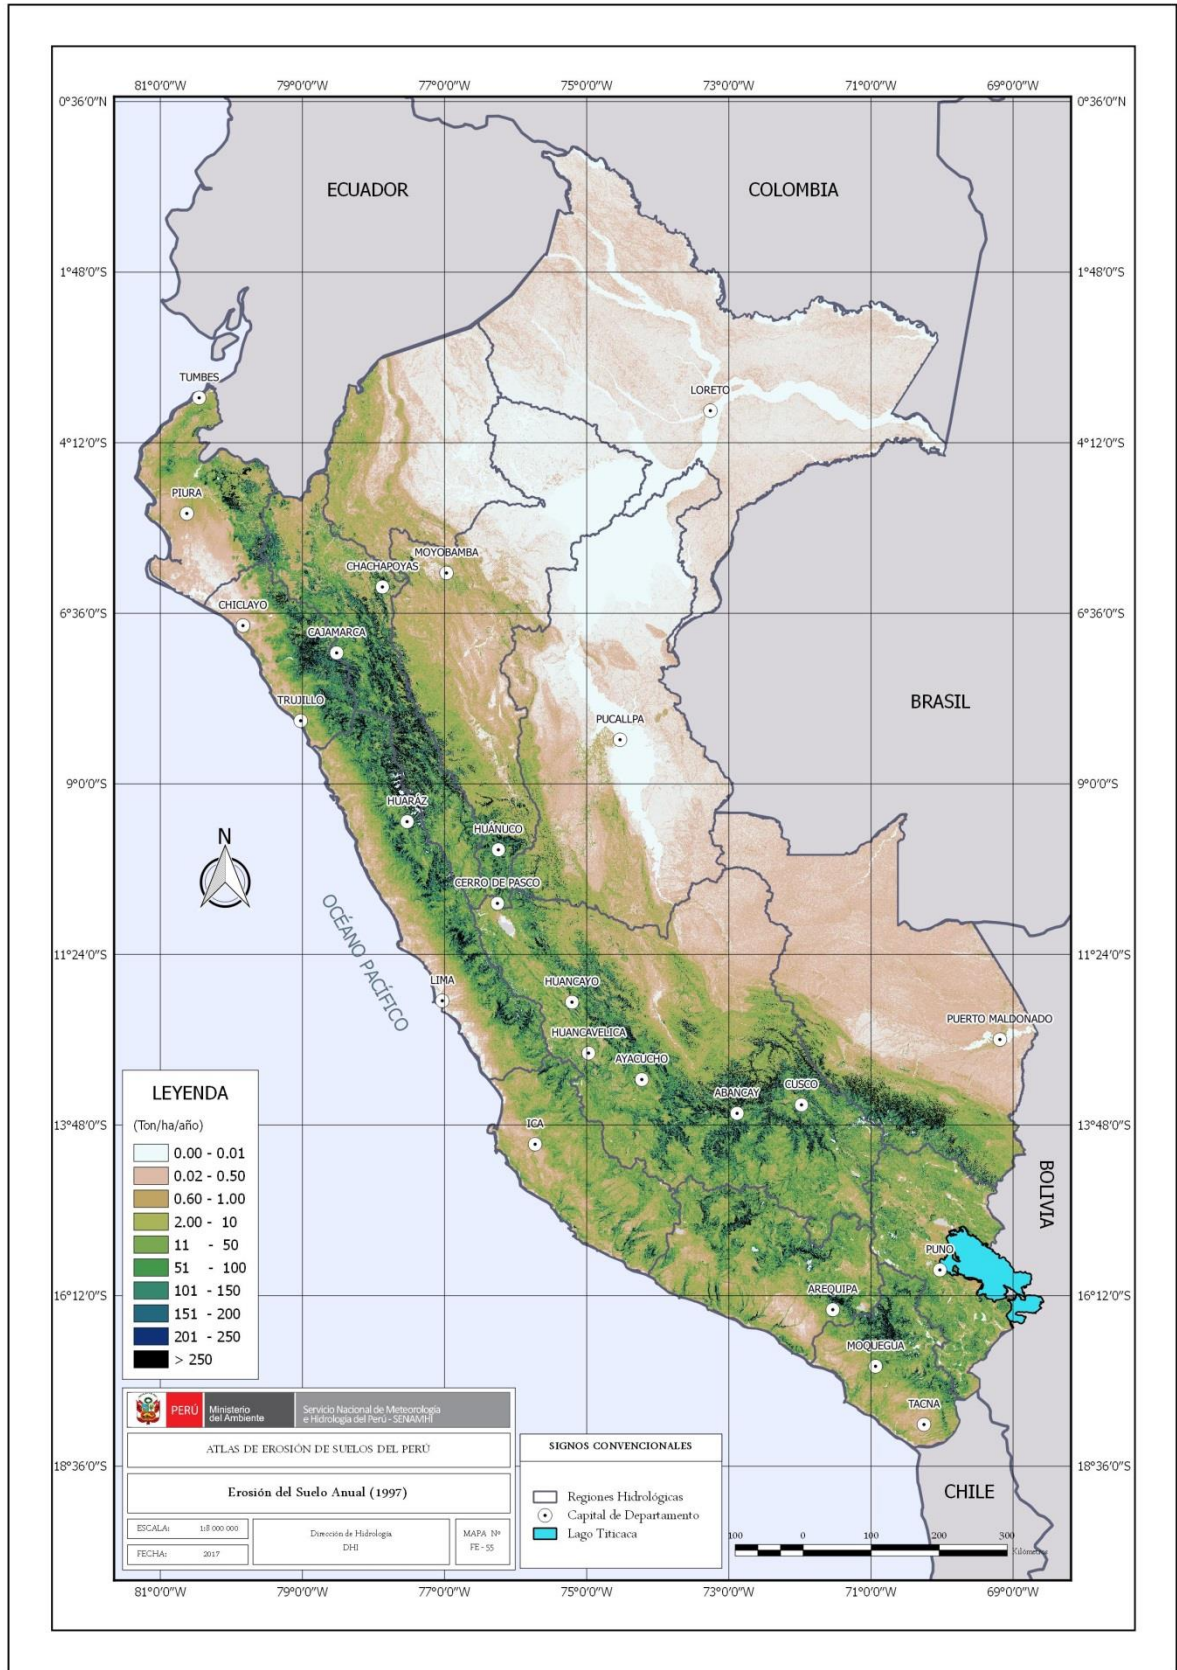 81°0'0"W 79°0'0"W 77°0'0"W 75°0'0"W 73°0'0"W 71°0'0"W 69°0'0"W
0°36'0"N 0°36'0"N
ECUADOR COLOMBIA
1°48'0"S 1°48'0"S
TUMBES
LORETO
4°12'0"S 4°12'0"S
PIURA
MOYOBAMBA
CHACHAPOYAS
6°36'0"S 6°36'0"S
CHICLAYO
CAJAMARCA
BRASIL
TRUJILLO
PUCALLPA
9°0'0"S 9°0'0"S
HUARÁZ
N
HUÁNUCO
CERRO DE PASCO
OCÉANO PACÍFICO
11°24'0"S 11°24'0"S
LIMA
HUANCAYO
PUERTO MALDONADO
HUANCAVELICA
AYACUCHO
ABANCAY
CUSCO
13°48'0"S 13°48'0"S
ICA
BOLIVIA
PUNO
AREQUIPA
16°12'0"S 16°12'0"S
MOQUEGUA
TACNA
18°36'0"S 18°36'0"S
CHILE
LEYENDA
(Ton/ha/año)
0.00 - 0.01
0.02 - 0.50
0.60 - 1.00
2.00 - 10
11 - 50
51 - 100
101 - 150
151 - 200
201 - 250
> 250
PERÚ
Ministerio
del Ambiente
Servicio Nacional de Meteorología
e Hidrología del Perú - SENAMHI
ATLAS DE EROSIÓN DE SUELOS DEL PERÚ
Erosión del Suelo Anual (1997)
ESCALA: 1:8 000 000
FECHA: 2017
Dirección de Hidrología
DHI
MAPA Nº
FE - 55
SIGNOS CONVENCIONALES
Regiones Hidrológicas
Capital de Departamento
Lago Titicaca
100 0 100 200 300
Kilómetros
81°0'0"W 79°0'0"W 77°0'0"W 75°0'0"W 73°0'0"W 71°0'0"W 69°0'0"W